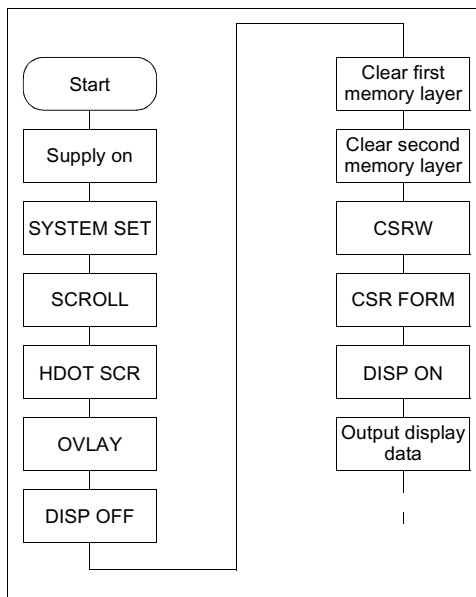 Start
Supply on
SYSTEM SET
SCROLL
HDOT SCR
OVLAY
DISP OFF
Clear first
memory layer
Clear second
memory layer
CSRW
CSR FORM
DISP ON
Output display
data